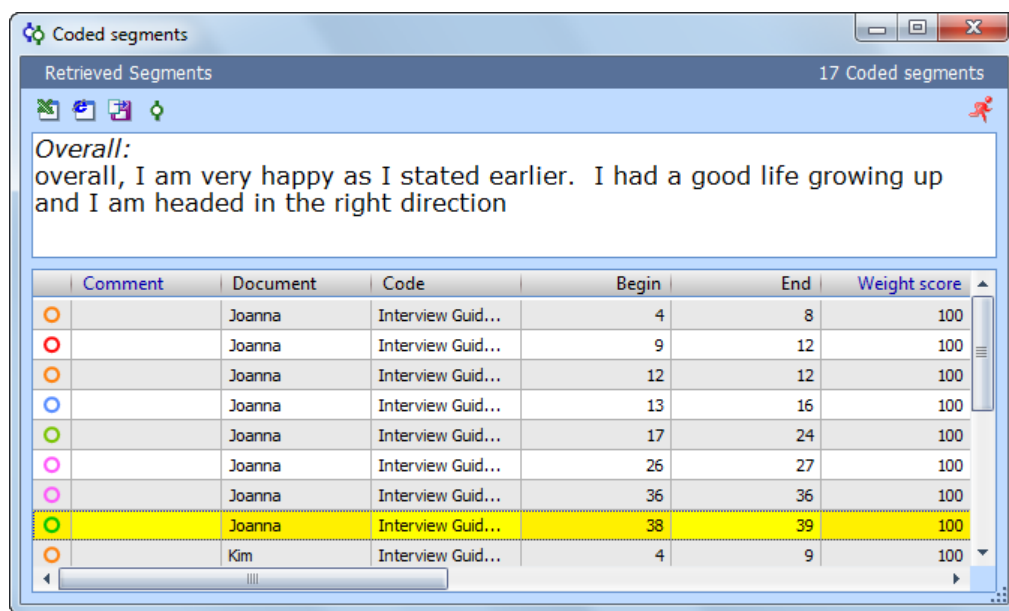 Coded segments
Retrieved Segments 17 Coded segments
Overall:
overall, I am very happy as I stated earlier.  I had a good life growing up
and I am headed in the right direction
Comment Document Code Begin End Weight score
Joanna Interview Guid... 4 8 100
Joanna Interview Guid... 9 12 100
Joanna Interview Guid... 12 12 100
Joanna Interview Guid... 13 16 100
Joanna Interview Guid... 17 24 100
Joanna Interview Guid... 26 27 100
Joanna Interview Guid... 36 36 100
Joanna Interview Guid... 38 39 100
Kim Interview Guid... 4 9 100